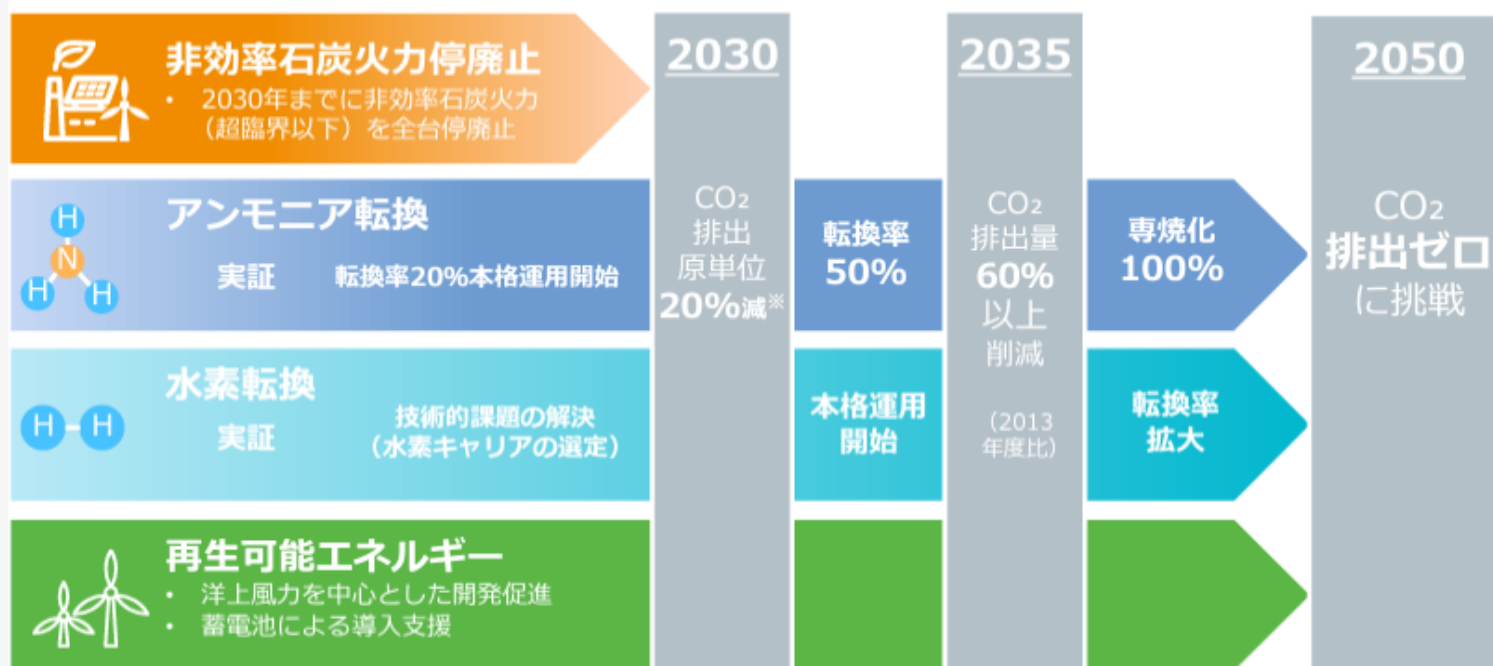 非効率石炭火力停廃止
・ 2030年までに非効率石炭火力
（超臨界以下）を全台停廃止
アンモニア転換
H
N
H
H
実証
転換率20%本格運用開始
水素転換
H
H
実証
技術的課題の解決
（水素キャリアの選定）
再生可能エネルギー
・ 洋上風力を中心とした開発促進
・ 蓄電池による導入支援
2030
CO₂
排出
原単位
20%減※
転換率
50%
本格運用
開始
2035
CO₂
排出量
60%
以上
削減
（2013
年度比）
専焼化
100%
転換率
拡大
2050
CO₂
排出ゼロ
に挑戦